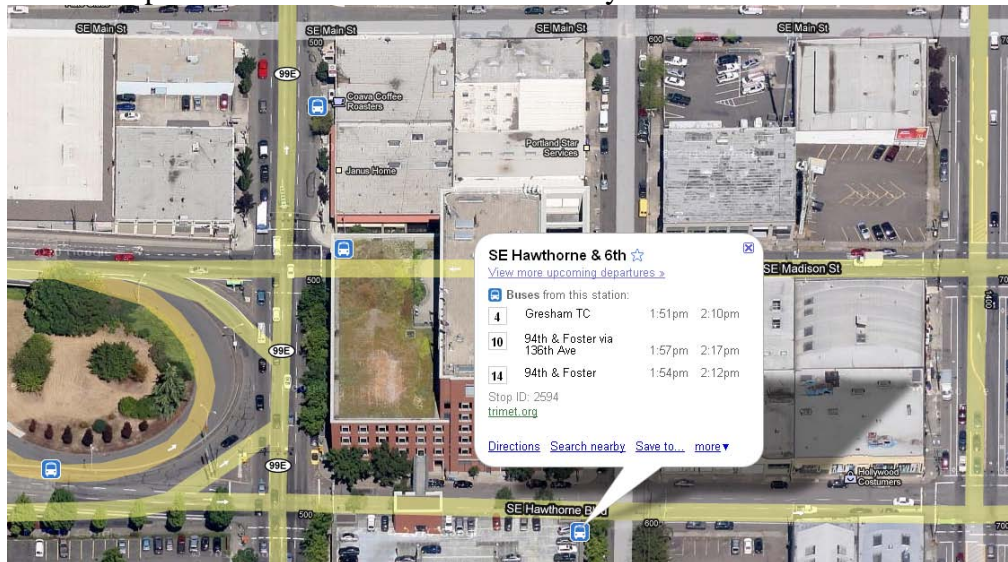 SE Main St
SE Main St
SE Main St
SE Main St
500
600
99E
Coava Coffee
Roasters
Portland Star
Services
Janus Home
SE Hawthorne & 6th
View more upcoming departures »
Buses from this station:
4 Gresham TC 1:51pm 2:10pm
10 94th & Foster via
136th Ave 1:57pm 2:17pm
14 94th & Foster 1:54pm 2:12pm
Stop ID: 2594
trimet.org
Directions Search nearby Save to... more▼
500
SE Madison St
1400
99E
99E
Hollywood
Costumers
SE Hawthorne Blvd
500
600
700